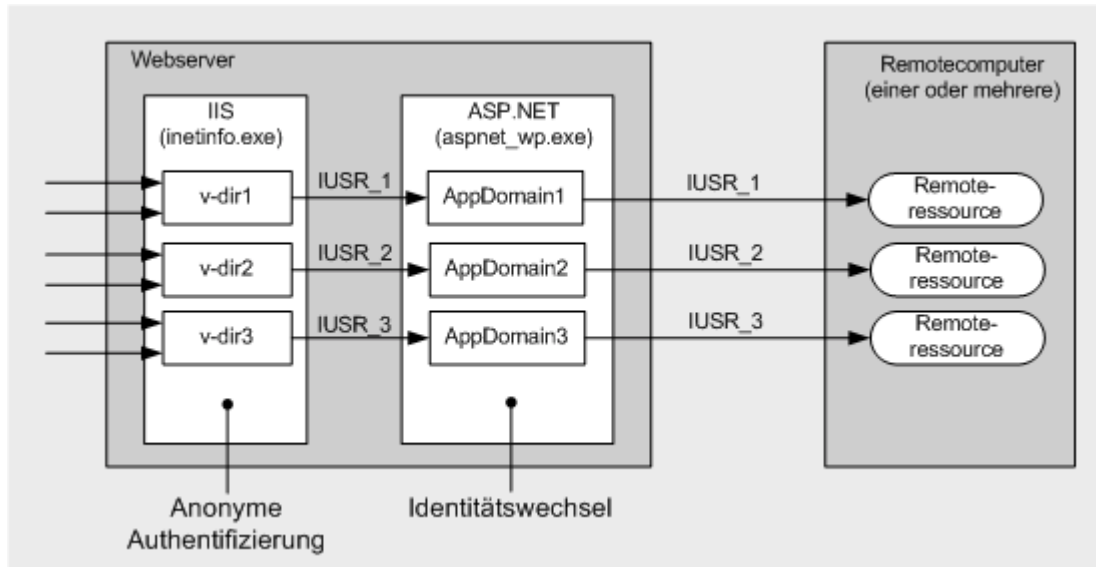 Webserver
IIS
(inetinfo.exe)
ASP.NET
(aspnet_wp.exe)
Remotecomputer
(einer oder mehrere)
v-dir1
IUSR_1
AppDomain1
IUSR_1
Remote-
ressource
v-dir2
IUSR_2
AppDomain2
IUSR_2
Remote-
ressource
v-dir3
IUSR_3
AppDomain3
IUSR_3
Remote-
ressource
Anonyme
Authentifizierung
Identitätswechsel